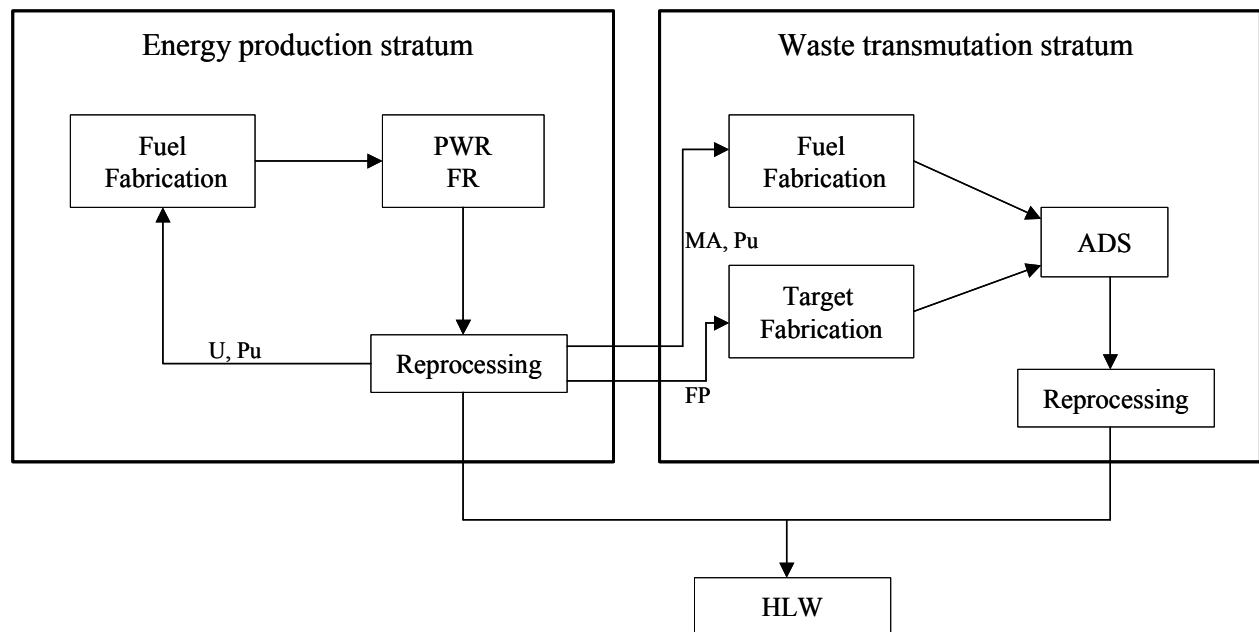 Energy production stratum
Fuel
Fabrication
PWR
FR
U, Pu
Reprocessing
Waste transmutation stratum
MA, Pu
FP
Fuel
Fabrication
Target
Fabrication
ADS
Reprocessing
HLW